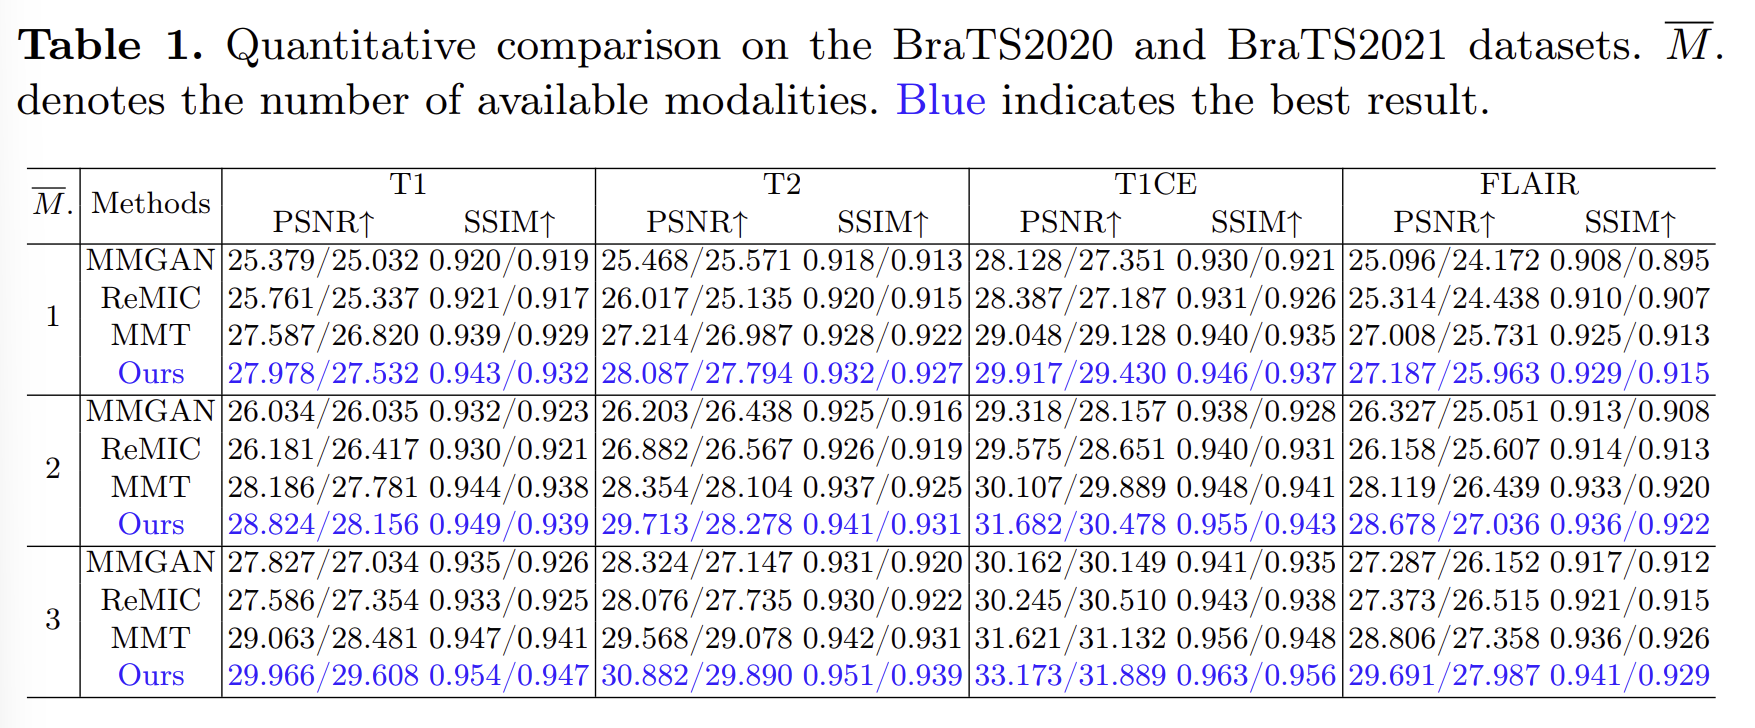 Table 1. Quantitative comparison on the BraTS2020 and BraTS2021 datasets. M̅.
denotes the number of available modalities. Blue indicates the best result.
M̅. Methods T1 T2 T1CE FLAIR
PSNR↑ SSIM↑ PSNR↑ SSIM↑ PSNR↑ SSIM↑ PSNR↑ SSIM↑
1
MMGAN 25.379/25.032 0.920/0.919 25.468/25.571 0.918/0.913 28.128/27.351 0.930/0.921 25.096/24.172 0.908/0.895
ReMIC 25.761/25.337 0.921/0.917 26.017/25.135 0.920/0.915 28.387/27.187 0.931/0.926 25.314/24.438 0.910/0.907
MMT 27.587/26.820 0.939/0.929 27.214/26.987 0.928/0.922 29.048/29.128 0.940/0.935 27.008/25.731 0.925/0.913
Ours 27.978/27.532 0.943/0.932 28.087/27.794 0.932/0.927 29.917/29.430 0.946/0.937 27.187/25.963 0.929/0.915
2
MMGAN 26.034/26.035 0.932/0.923 26.203/26.438 0.925/0.916 29.318/28.157 0.938/0.928 26.327/25.051 0.913/0.908
ReMIC 26.181/26.417 0.930/0.921 26.882/26.567 0.926/0.919 29.575/28.651 0.940/0.931 26.158/25.607 0.914/0.913
MMT 28.186/27.781 0.944/0.938 28.354/28.104 0.937/0.925 30.107/29.889 0.948/0.941 28.119/26.439 0.933/0.920
Ours 28.824/28.156 0.949/0.939 29.713/28.278 0.941/0.931 31.682/30.478 0.955/0.943 28.678/27.036 0.936/0.922
3
MMGAN 27.827/27.034 0.935/0.926 28.324/27.147 0.931/0.920 30.162/30.149 0.941/0.935 27.287/26.152 0.917/0.912
ReMIC 27.586/27.354 0.933/0.925 28.076/27.735 0.930/0.922 30.245/30.510 0.943/0.938 27.373/26.515 0.921/0.915
MMT 29.063/28.481 0.947/0.941 29.568/29.078 0.942/0.931 31.621/31.132 0.956/0.948 28.806/27.358 0.936/0.926
Ours 29.966/29.608 0.954/0.947 30.882/29.890 0.951/0.939 33.173/31.889 0.963/0.956 29.691/27.987 0.941/0.929